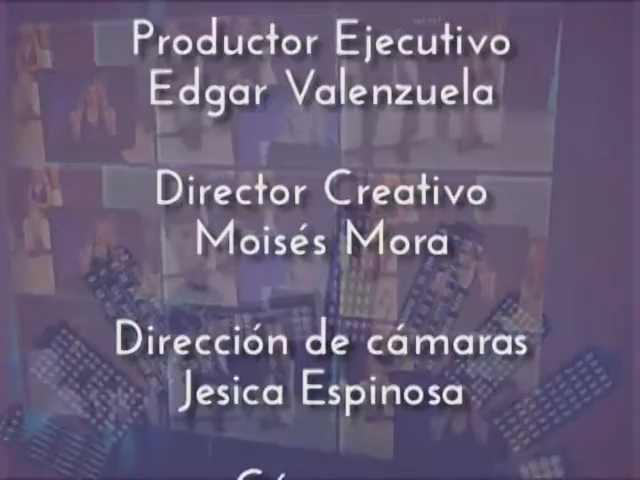 Productor Ejecutivo
Edgar Valenzuela
Director Creativo
Moisés Mora
Dirección de cámaras
Jesica Espinosa